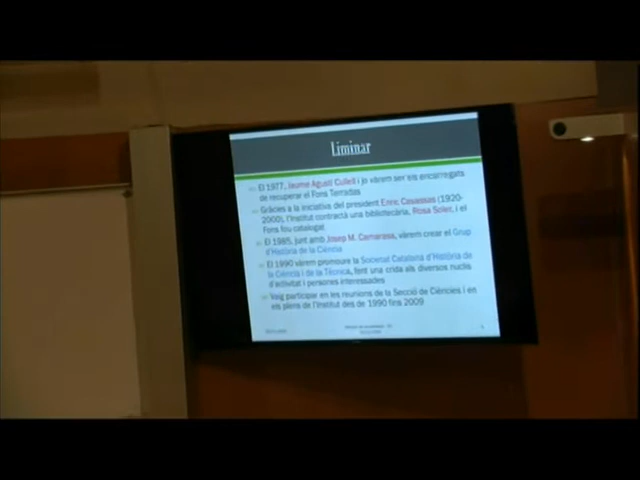 Liminar
El 1977, Jaume Agustí Cullell i jo vàrem ser els encarregats
de recuperar el Fons Terradas
Gràcies a la iniciativa del president Enric Casassas (1920-
2000), l'Institut contractà una bibliotecària, Rosa Soler, i el
Fons fou catalogat
El 1985, junt amb Josep M. Camarasa, vàrem crear el Grup
d'Història de la Ciència
El 1990 vàrem promoure la Societat Catalana d'Història de
la Ciència i de la Tècnica, fent una crida als diversos nuclis
d'activitat i persones interessades
Vaig participar en les reunions de la Secció de Ciències i en
els plens de l'Institut des de 1990 fins 2009